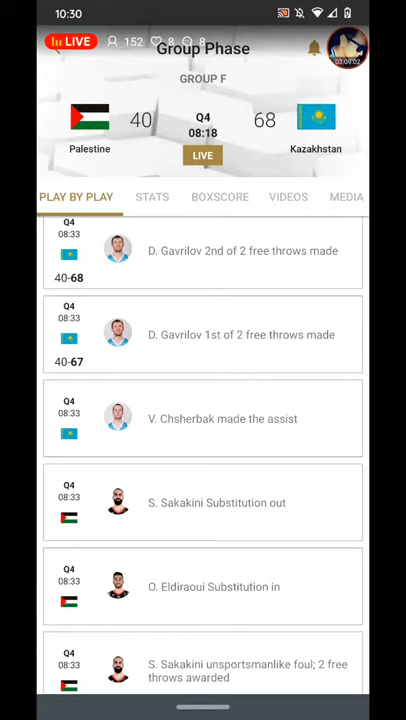 10:30
LIVE 152 8 8
Group Phase
03:09:02
GROUP F
40 Q4 68
08:18
Palestine Kazakhstan
LIVE
PLAY BY PLAY STATS BOXSCORE VIDEOS MEDIA
Q4
08:33
D. Gavrilov 2nd of 2 free throws made
40-68
Q4
08:33
D. Gavrilov 1st of 2 free throws made
40-67
Q4
08:33
V. Chsherbak made the assist
Q4
08:33
S. Sakakini Substitution out
Q4
08:33
O. Eldiraoui Substitution in
Q4
08:33
S. Sakakini unsportsmanlike foul; 2 free
throws awarded